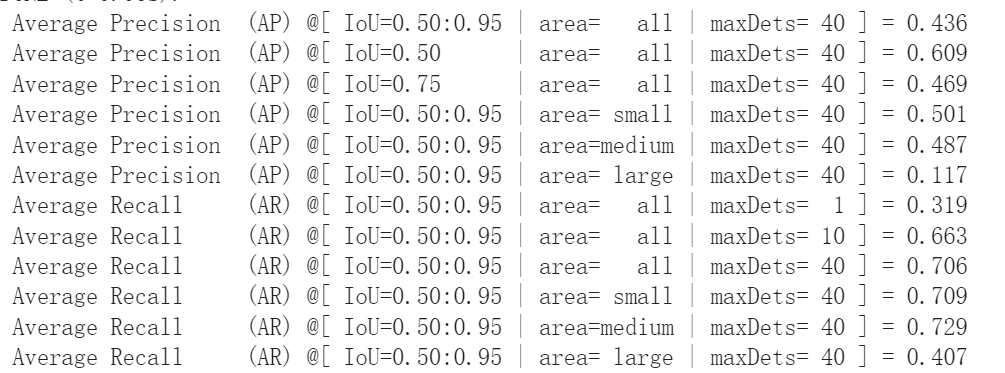 Average Precision (AP) @[ IoU=0.50:0.95 | area= all | maxDets= 40 ] = 0.436
Average Precision (AP) @[ IoU=0.50 | area= all | maxDets= 40 ] = 0.609
Average Precision (AP) @[ IoU=0.75 | area= all | maxDets= 40 ] = 0.469
Average Precision (AP) @[ IoU=0.50:0.95 | area= small | maxDets= 40 ] = 0.501
Average Precision (AP) @[ IoU=0.50:0.95 | area=medium | maxDets= 40 ] = 0.487
Average Precision (AP) @[ IoU=0.50:0.95 | area= large | maxDets= 40 ] = 0.117
Average Recall (AR) @[ IoU=0.50:0.95 | area= all | maxDets= 1 ] = 0.319
Average Recall (AR) @[ IoU=0.50:0.95 | area= all | maxDets= 10 ] = 0.663
Average Recall (AR) @[ IoU=0.50:0.95 | area= all | maxDets= 40 ] = 0.706
Average Recall (AR) @[ IoU=0.50:0.95 | area= small | maxDets= 40 ] = 0.709
Average Recall (AR) @[ IoU=0.50:0.95 | area=medium | maxDets= 40 ] = 0.729
Average Recall (AR) @[ IoU=0.50:0.95 | area= large | maxDets= 40 ] = 0.407